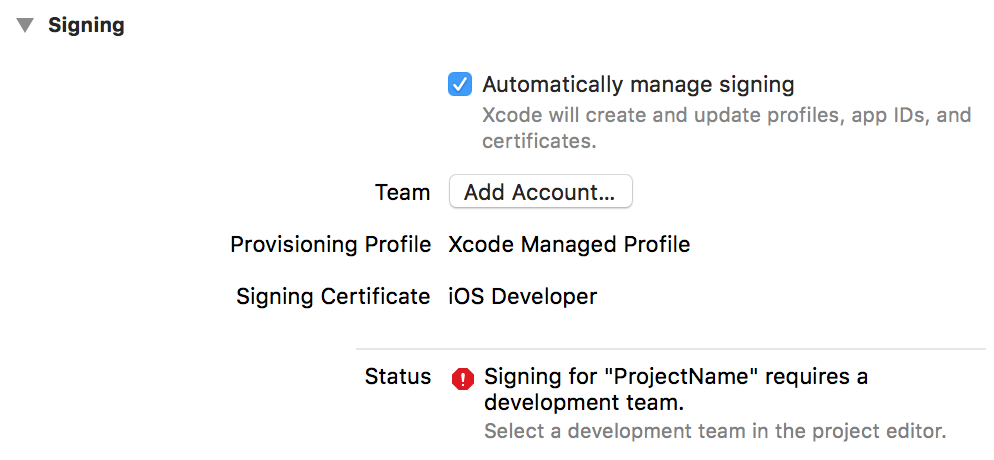 Signing
Automatically manage signing
Xcode will create and update profiles, app IDs, and
certificates.
Team Add Account...
Provisioning Profile Xcode Managed Profile
Signing Certificate iOS Developer
Status Signing for "ProjectName" requires a
development team.
Select a development team in the project editor.